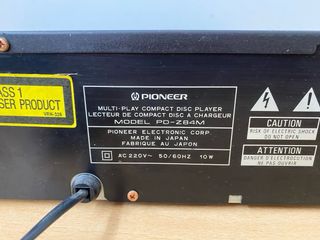 ASS 1
SER PRODUCT
VRW-328
PIONEER
MULTI-PLAY COMPACT DISC PLAYER
LECTEUR DE COMPACT DISC A CHARGEUR
MODEL PD-Z84M
PIONEER ELECTRONIC CORP.
MADE IN JAPAN
FABRIQUE AU JAPON
AC 220V~ 50/60HZ 10W
CAUTION
RISK OF ELECTRIC SHOCK
DO NOT OPEN
ATTENTION
DANGER D'ELECTROCUTION
NE PAS OUVRIR